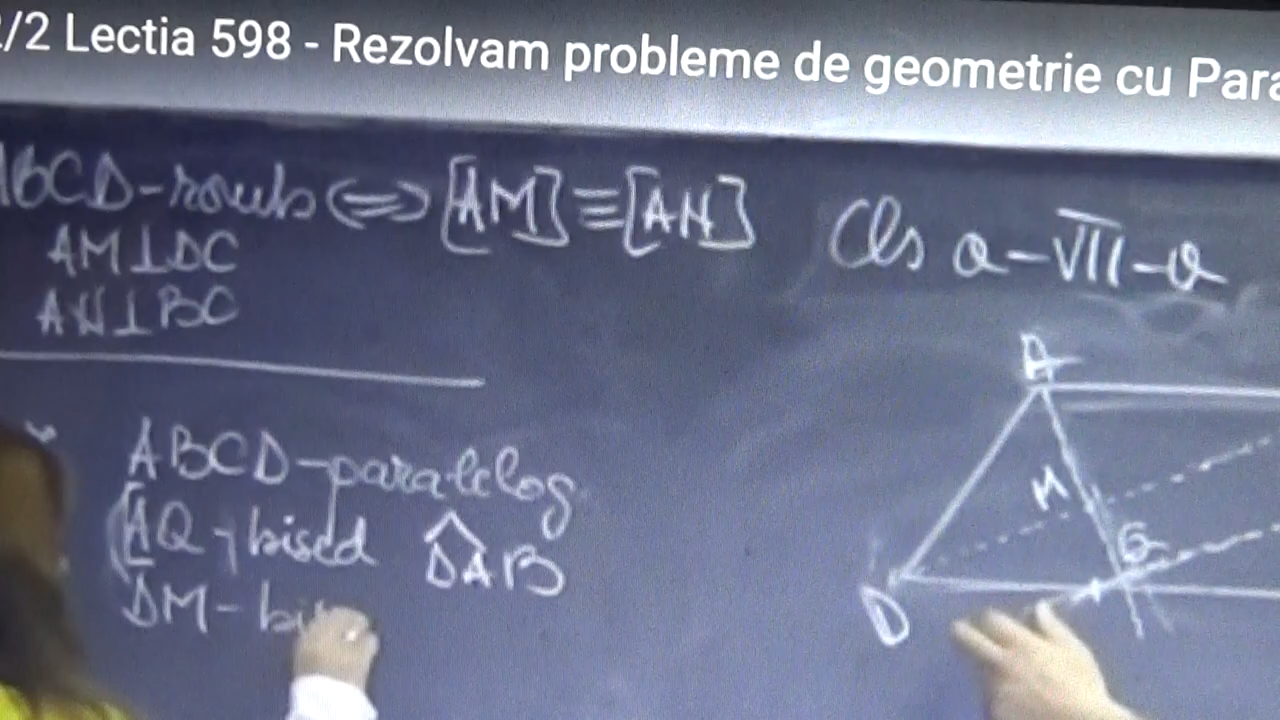 /2 Lectia 598 - Rezolvam probleme de geometrie cu Para
ABCD-romb ⇔ [AM]≡[AN]
AM⊥DC
AN⊥BC
Cls a-VII-a
A
M
D
ABCD-paralelog
[AQ-bisect DAB
DM-bi